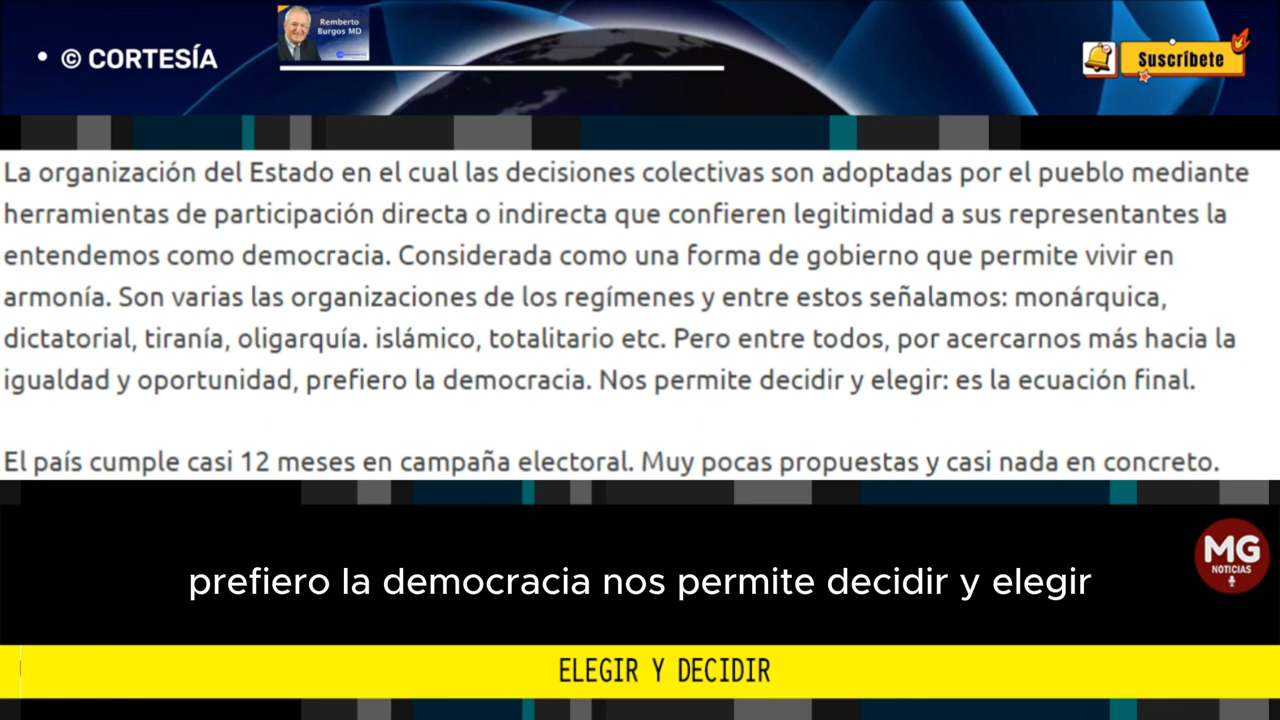 • © CORTESÍA
Remberto
Burgos MD
Suscríbete
La organización del Estado en el cual las decisiones colectivas son adoptadas por el pueblo mediante
herramientas de participación directa o indirecta que confieren legitimidad a sus representantes la
entendemos como democracia. Considerada como una forma de gobierno que permite vivir en
armonía. Son varias las organizaciones de los regímenes y entre estos señalamos: monárquica,
dictatorial, tiranía, oligarquía. islámico, totalitario etc. Pero entre todos, por acercarnos más hacia la
igualdad y oportunidad, prefiero la democracia. Nos permite decidir y elegir: es la ecuación final.
El país cumple casi 12 meses en campaña electoral. Muy pocas propuestas y casi nada en concreto.
MG
NOTICIAS
prefiero la democracia nos permite decidir y elegir
ELEGIR Y DECIDIR